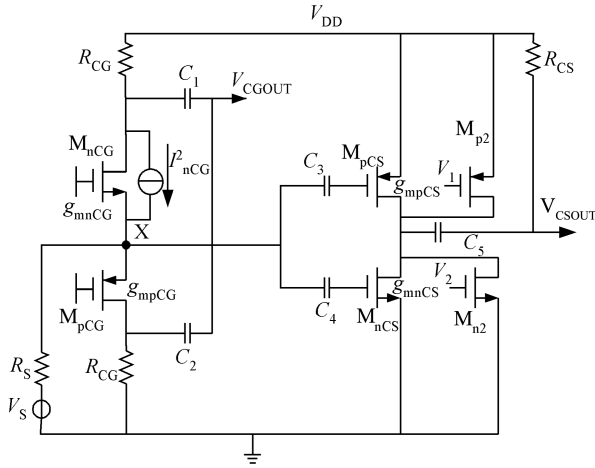 V_DD
R_CG
R_CS
C_1
V_CGOUT
M_nCG
I²_nCG
g_mnCG
X
M_pCG
g_mpCG
C_2
R_CG
R_S
V_S
C_3
M_pCS
g_mpCS
M_p2
V_1
V_CSOUT
C_5
C_4
M_nCS
g_mnCS
V_2
M_n2